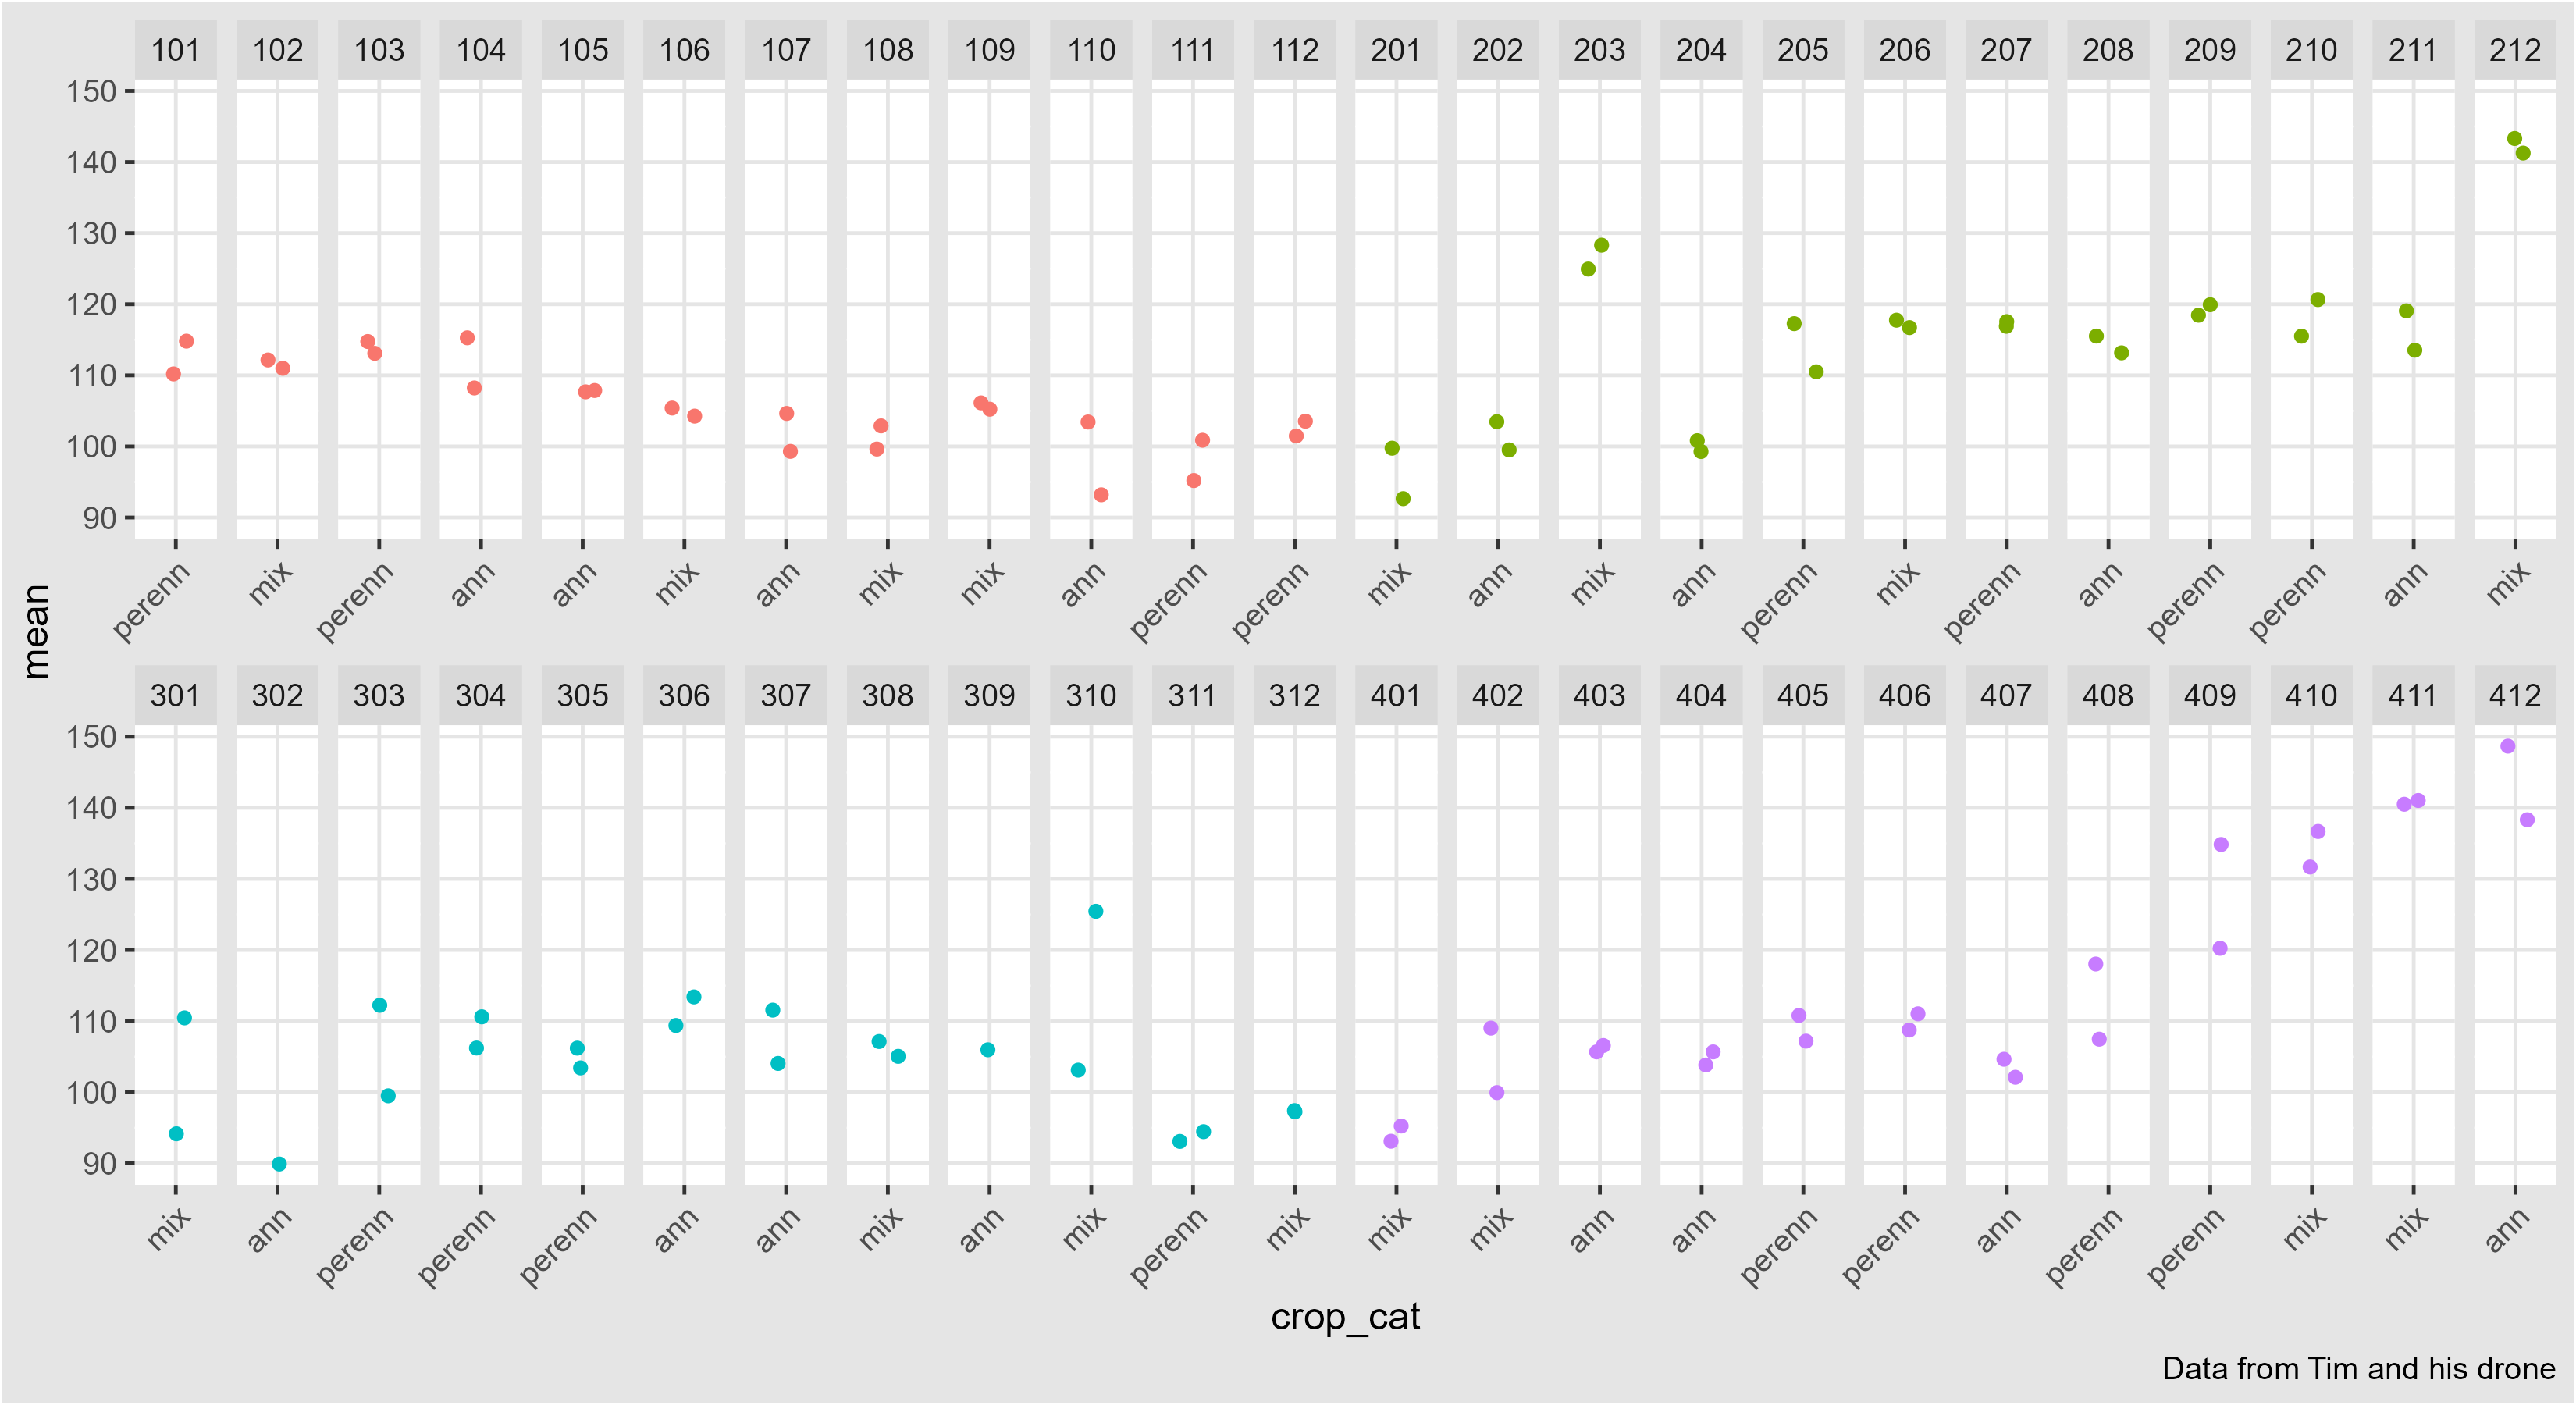 101 102 103 104 105 106 107 108 109 110 111 112 201 202 203 204 205 206 207 208 209 210 211 212
150
140
130
120
110
100
90
perenn mix perenn ann ann mix ann mix mix ann perenn perenn mix ann mix ann perenn mix perenn ann perenn perenn ann mix
mean
301 302 303 304 305 306 307 308 309 310 311 312 401 402 403 404 405 406 407 408 409 410 411 412
150
140
130
120
110
100
90
mix ann perenn perenn perenn ann ann mix ann mix perenn mix mix mix ann ann perenn perenn ann perenn perenn mix mix ann
crop_cat
Data from Tim and his drone